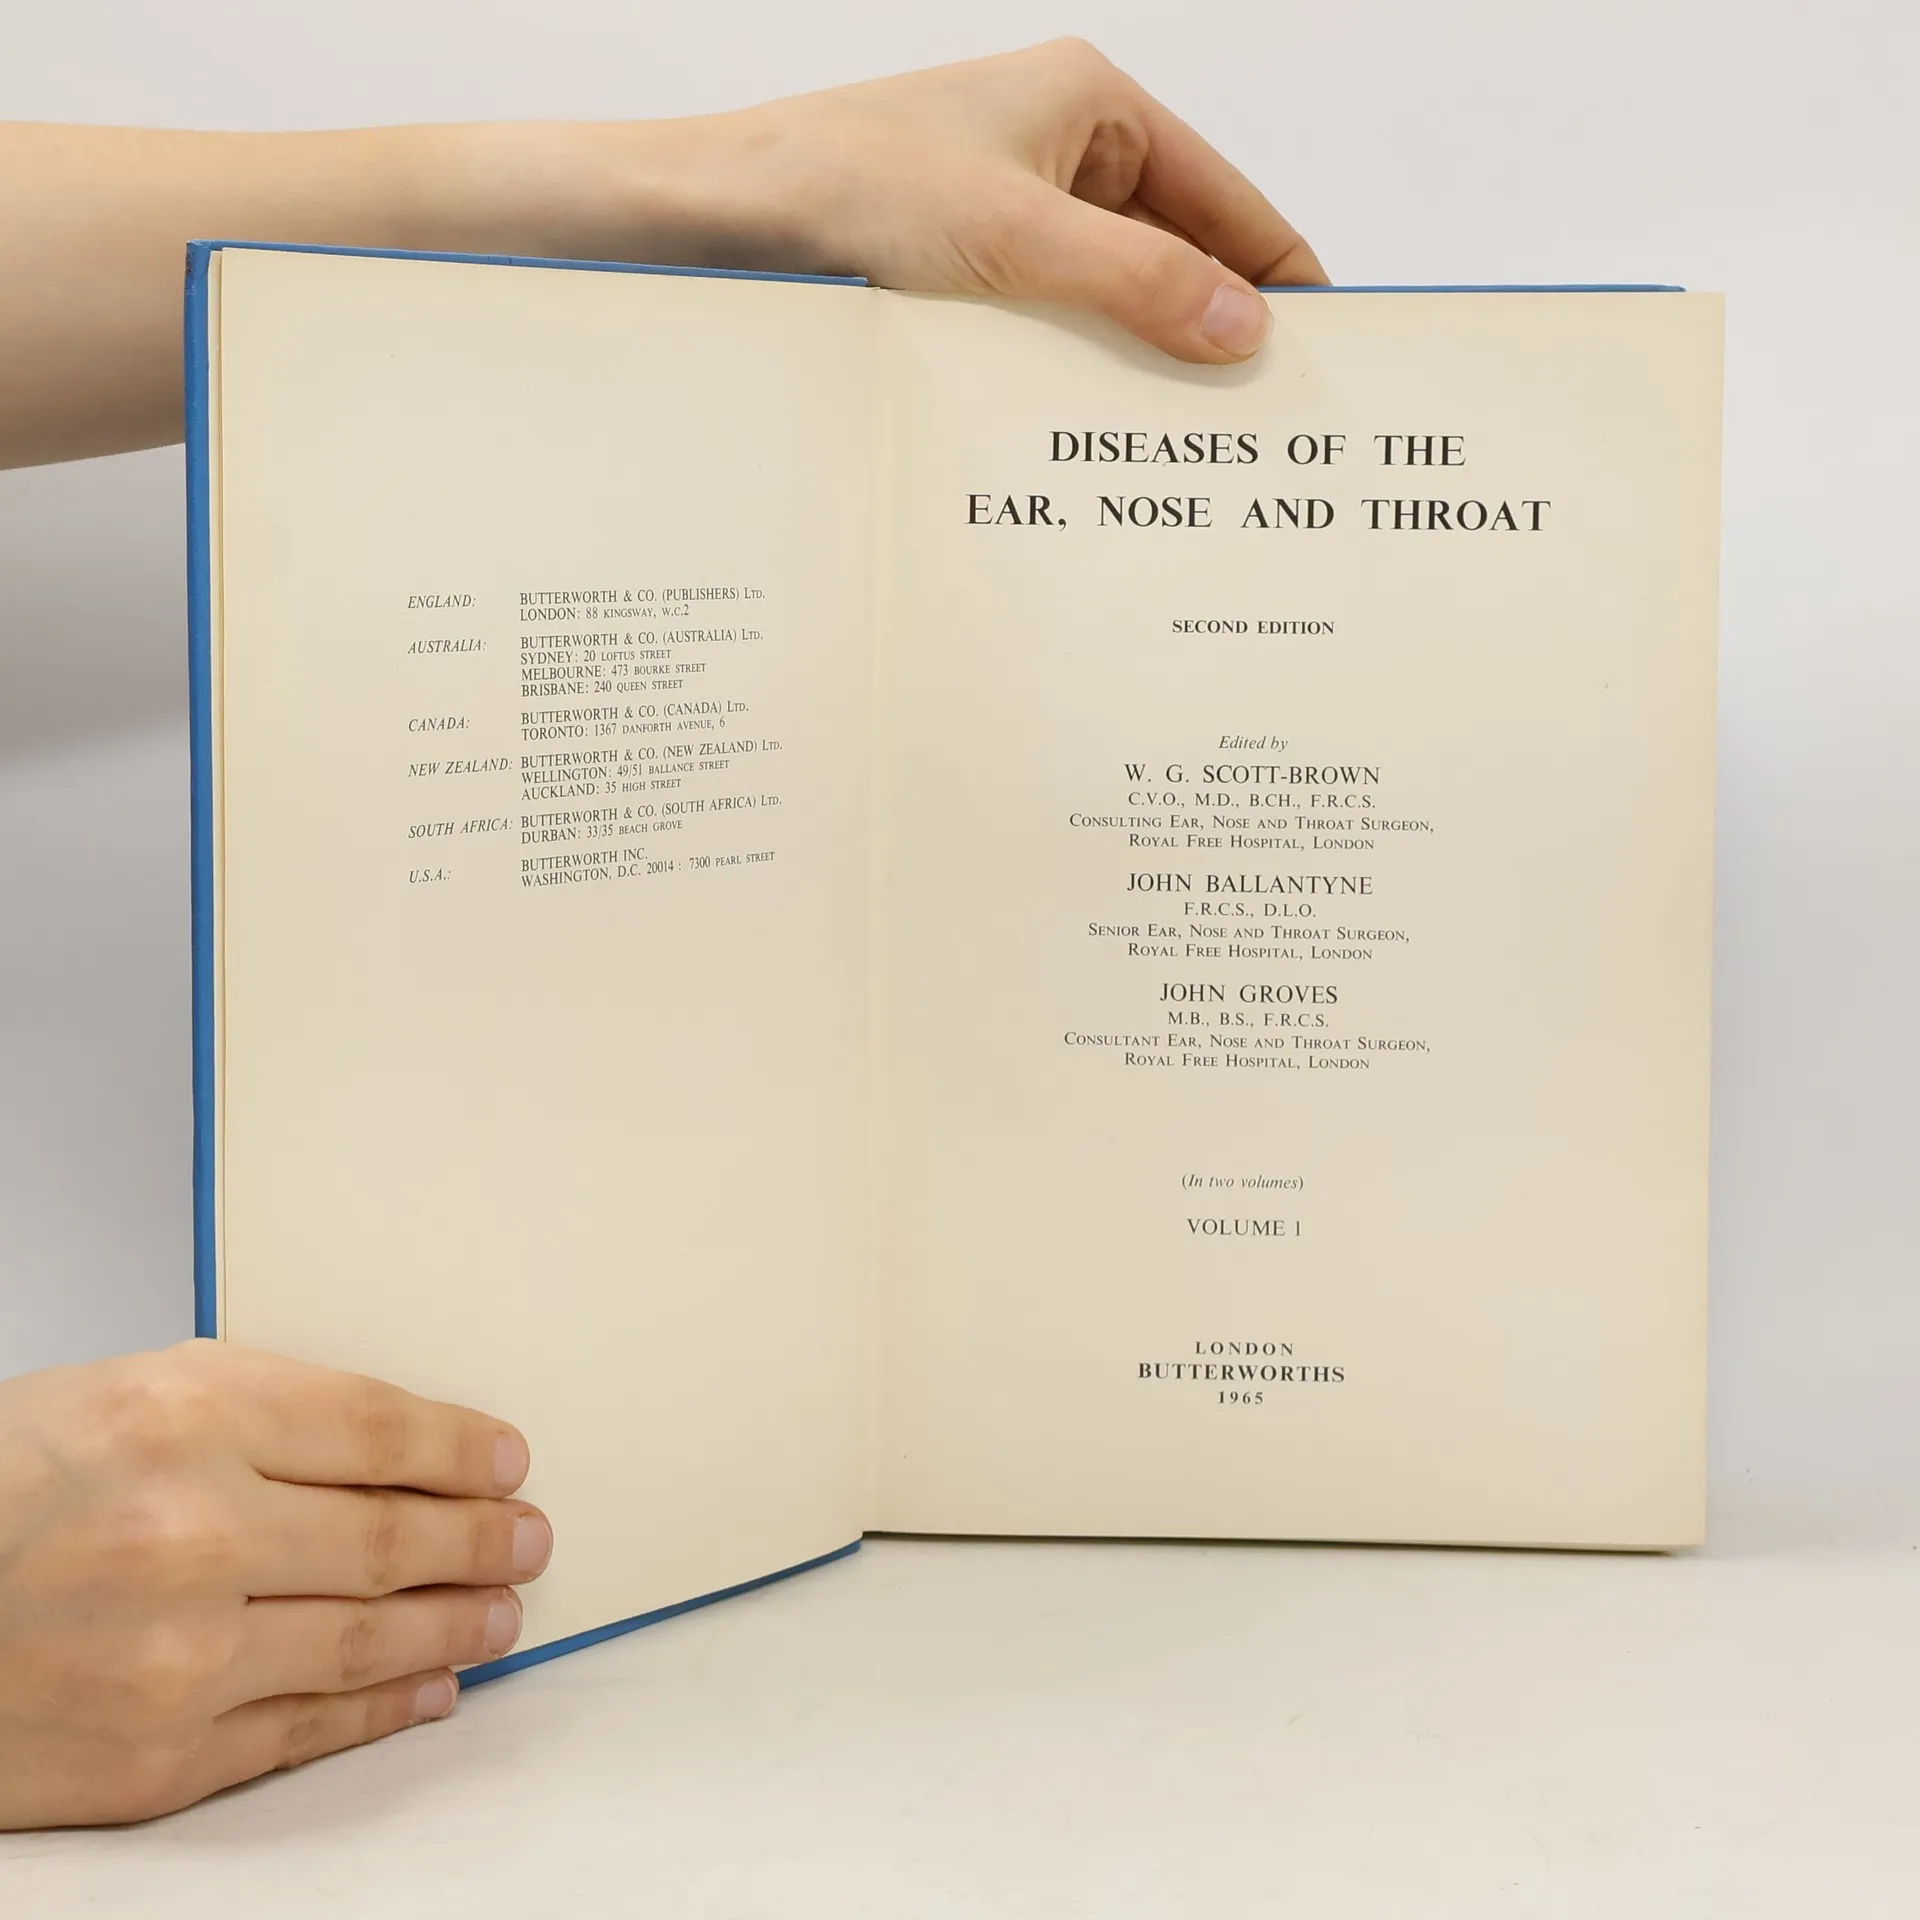 ENGLAND: BUTTERWORTH & CO. (PUBLISHERS) LTD.
LONDON: 88 KINGSWAY, W.C.2
AUSTRALIA: BUTTERWORTH & CO. (AUSTRALIA) LTD.
SYDNEY: 20 LOFTUS STREET
MELBOURNE: 473 BOURKE STREET
BRISBANE: 240 QUEEN STREET
CANADA: BUTTERWORTH & CO. (CANADA) LTD.
TORONTO: 1367 DANFORTH AVENUE, 6
NEW ZEALAND: BUTTERWORTH & CO. (NEW ZEALAND) LTD.
WELLINGTON: 49/51 BALLANCE STREET
AUCKLAND: 35 HIGH STREET
SOUTH AFRICA: BUTTERWORTH & CO. (SOUTH AFRICA) LTD.
DURBAN: 33/35 BEACH GROVE
U.S.A.: BUTTERWORTH INC.
WASHINGTON, D.C. 20014 : 7300 PEARL STREET
DISEASES OF THE
EAR, NOSE AND THROAT
SECOND EDITION
Edited by
W. G. SCOTT-BROWN
C.V.O., M.D., B.CH., F.R.C.S.
CONSULTING EAR, NOSE AND THROAT SURGEON,
ROYAL FREE HOSPITAL, LONDON
JOHN BALLANTYNE
F.R.C.S., D.L.O.
SENIOR EAR, NOSE AND THROAT SURGEON,
ROYAL FREE HOSPITAL, LONDON
JOHN GROVES
M.B., B.S., F.R.C.S.
CONSULTANT EAR, NOSE AND THROAT SURGEON,
ROYAL FREE HOSPITAL, LONDON
(In two volumes)
VOLUME 1
LONDON
BUTTERWORTHS
1965